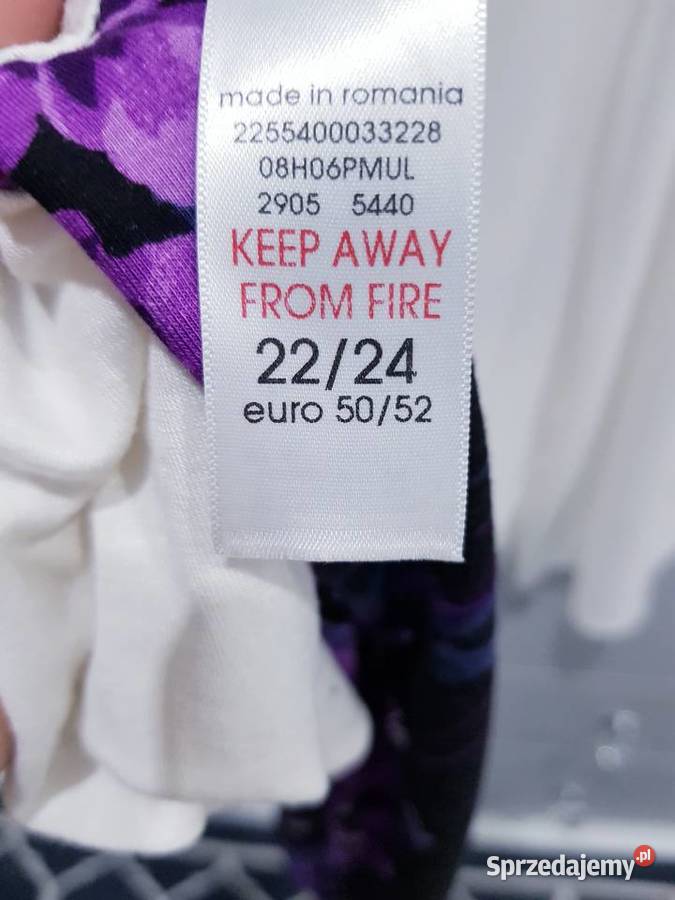 made in romania
2255400033228
08H06PMUL
2905 5440
KEEP AWAY
FROM FIRE
22/24
euro 50/52
Sprzedajemy.pl